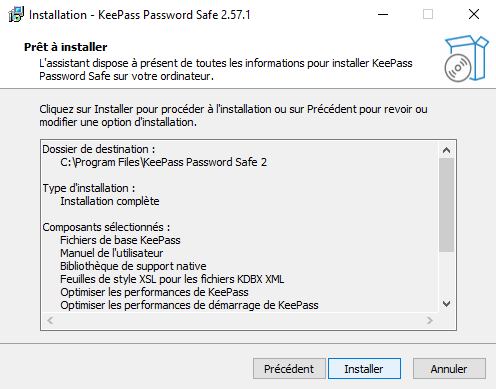 Installation - KeePass Password Safe 2.57.1
Prêt à installer
L'assistant dispose à présent de toutes les informations pour installer KeePass
Password Safe sur votre ordinateur.
Cliquez sur Installer pour procéder à l'installation ou sur Précédent pour revoir ou
modifier une option d'installation.
Dossier de destination :
C:\Program Files\KeePass Password Safe 2
Type d'installation :
Installation complète
Composants sélectionnés :
Fichiers de base KeePass
Manuel de l'utilisateur
Bibliothèque de support native
Feuilles de style XSL pour les fichiers KDBX XML
Optimiser les performances de KeePass
Optimiser les performances de démarrage de KeePass
Précédent
Installer
Annuler